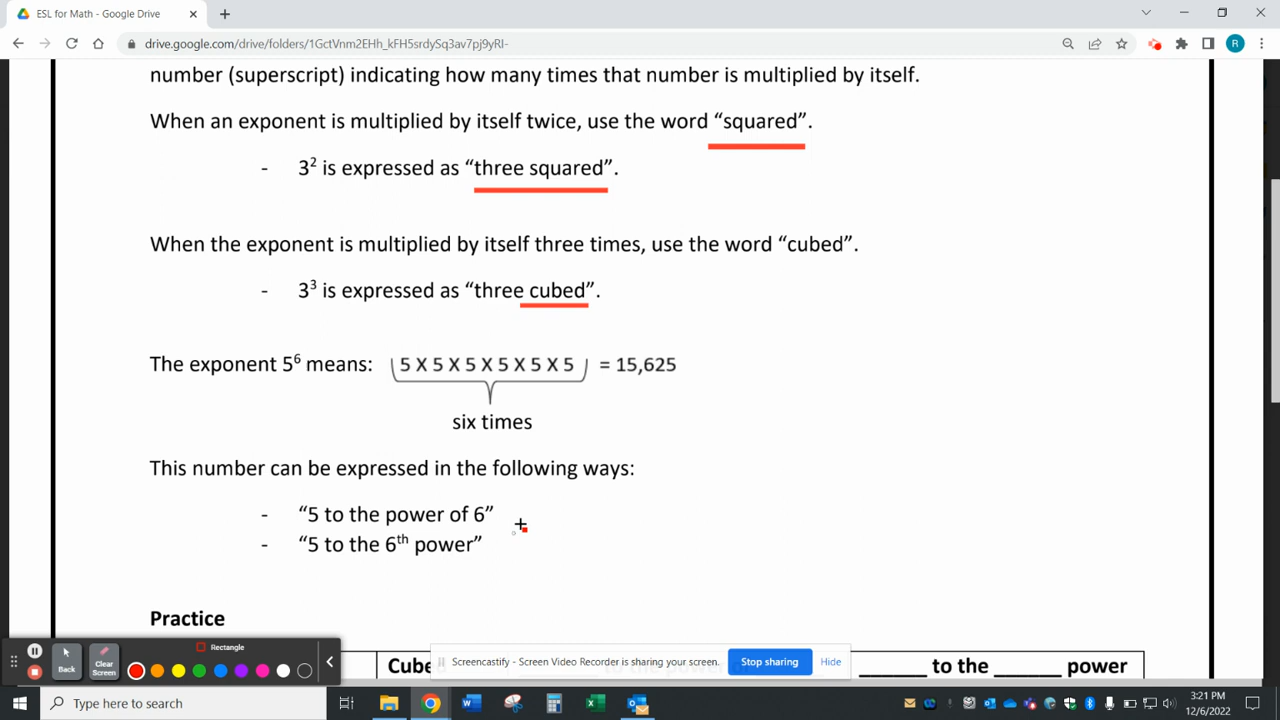 ESL for Math - Google Drive
drive.google.com/drive/folders/1GctVnm2EHh_kFH5srdySq3av7pj9yRI-
R
number (superscript) indicating how many times that number is multiplied by itself.
When an exponent is multiplied by itself twice, use the word “squared”.
- 3² is expressed as “three squared”.
When the exponent is multiplied by itself three times, use the word “cubed”.
- 3³ is expressed as “three cubed”.
The exponent 5⁶ means: 5 X 5 X 5 X 5 X 5 X 5 = 15,625
six times
This number can be expressed in the following ways:
- “5 to the power of 6”
- “5 to the 6th power”
Practice
Rectangle
Back
Clear Screen
Screencastify - Screen Video Recorder is sharing your screen.
Stop sharing
Hide
to the ______ power
Type here to search
3:21 PM
12/6/2022